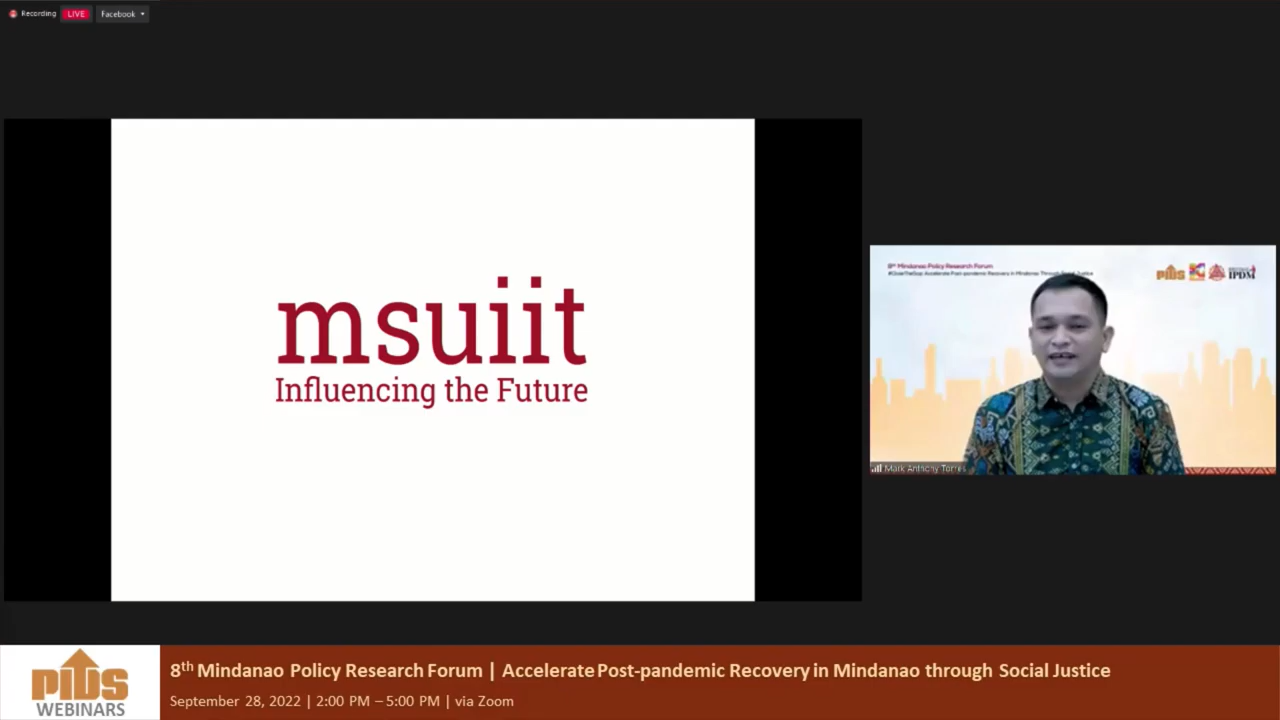 Recording LIVE Facebook
msuiit
Influencing the Future
8th Mindanao Policy Research Forum
#CloseTheGap: Accelerate Post-pandemic Recovery in Mindanao Through Social Justice
PIDS IPDM
Mark Anthony Torres
PIDS
WEBINARS
8th Mindanao Policy Research Forum | Accelerate Post-pandemic Recovery in Mindanao through Social Justice
September 28, 2022 | 2:00 PM – 5:00 PM | via Zoom